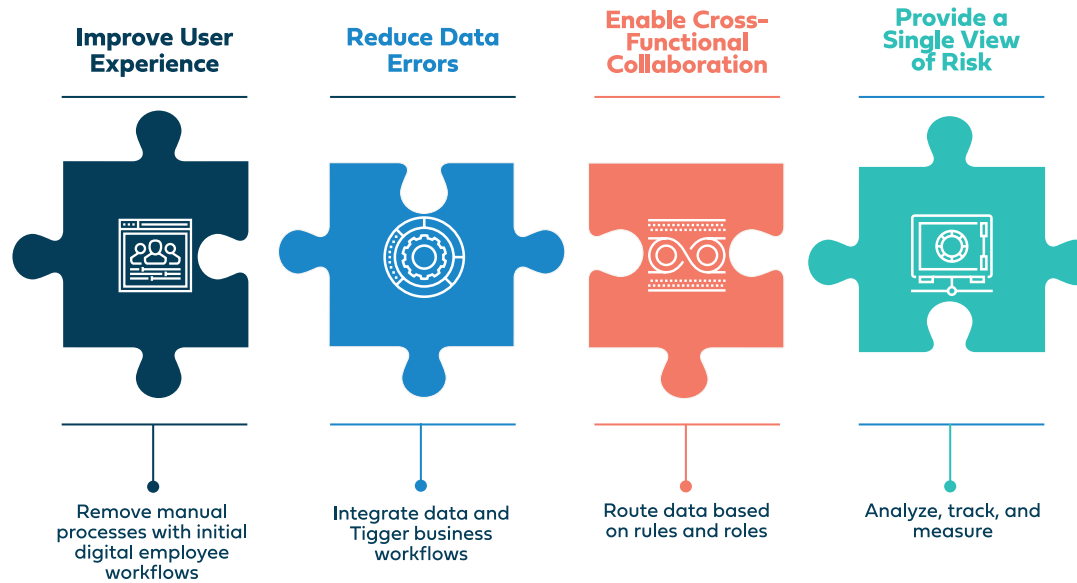 Improve User
Experience
Reduce Data
Errors
Enable Cross-
Functional
Collaboration
Provide a
Single View
of Risk
Remove manual
processes with initial
digital employee
workflows
Integrate data and
Tigger business
workflows
Route data based
on rules and roles
Analyze, track, and
measure